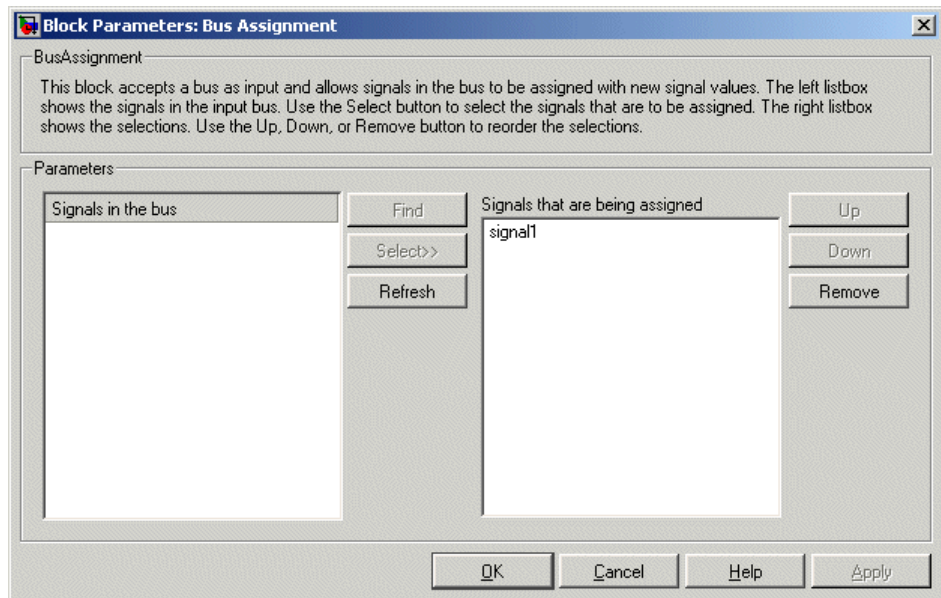 Block Parameters: Bus Assignment
BusAssignment
This block accepts a bus as input and allows signals in the bus to be assigned with new signal values. The left listbox
shows the signals in the input bus. Use the Select button to select the signals that are to be assigned. The right listbox
shows the selections. Use the Up, Down, or Remove button to reorder the selections.
Parameters
Signals in the bus
Find
Select>>
Refresh
Signals that are being assigned
signal1
Up
Down
Remove
OK
Cancel
Help
Apply